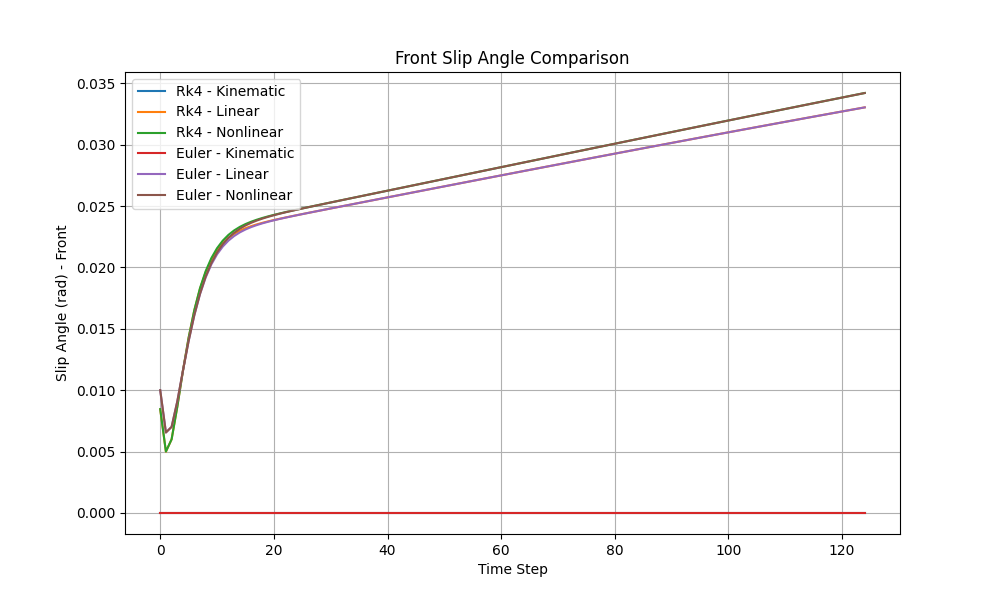 Front Slip Angle Comparison
Rk4 - Kinematic
Rk4 - Linear
Rk4 - Nonlinear
Euler - Kinematic
Euler - Linear
Euler - Nonlinear
0.035
0.030
0.025
0.020
0.015
0.010
0.005
0.000
Slip Angle (rad) - Front
0 20 40 60 80 100 120
Time Step